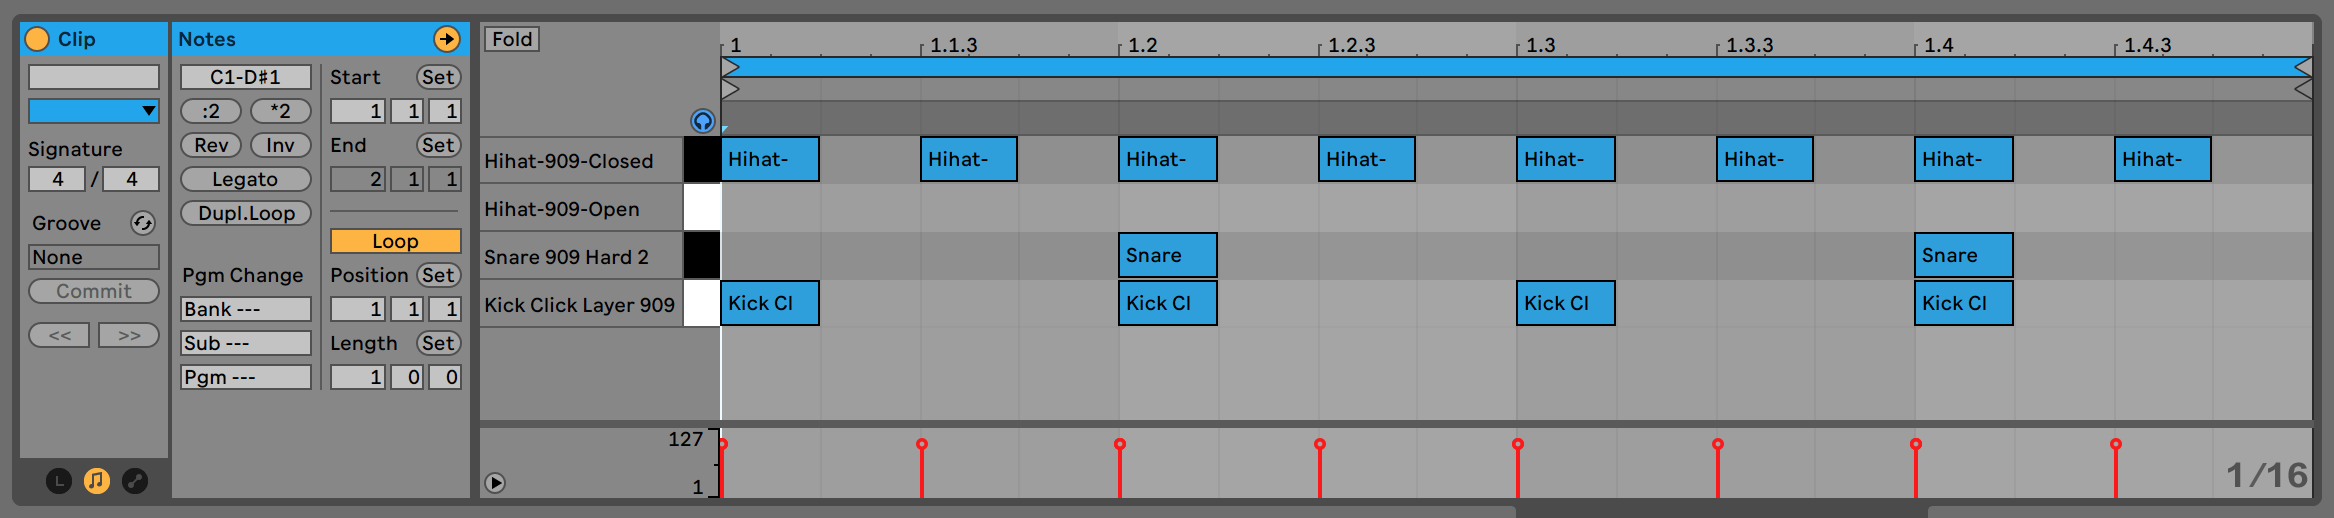 Clip
Signature
4 / 4
Groove
None
Commit
<< >>
L
Notes
C1-D#1
:2 *2
Rev Inv
Legato
Dupl.Loop
Pgm Change
Bank ---
Sub ---
Pgm ---
Start Set
1 1 1
End Set
2 1 1
Loop
Position Set
1 1 1
Length Set
1 0 0
Fold
1 1.1.3 1.2 1.2.3 1.3 1.3.3 1.4 1.4.3
Hihat-909-Closed Hihat- Hihat- Hihat- Hihat- Hihat- Hihat- Hihat- Hihat-
Hihat-909-Open
Snare 909 Hard 2 Snare Snare
Kick Click Layer 909 Kick Cl Kick Cl Kick Cl Kick Cl
127
1
1/16